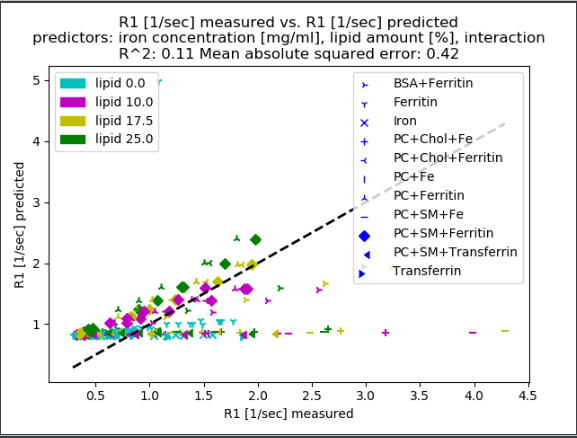 R1 [1/sec] measured vs. R1 [1/sec] predicted
predictors: iron concentration [mg/ml], lipid amount [%], interaction
R^2: 0.11 Mean absolute squared error: 0.42
lipid 0.0
lipid 10.0
lipid 17.5
lipid 25.0
BSA+Ferritin
Ferritin
Iron
PC+Chol+Fe
PC+Chol+Ferritin
PC+Fe
PC+Ferritin
PC+SM+Fe
PC+SM+Ferritin
PC+SM+Transferrin
Transferrin
R1 [1/sec] predicted
5
4
3
2
1
0.5 1.0 1.5 2.0 2.5 3.0 3.5 4.0 4.5
R1 [1/sec] measured